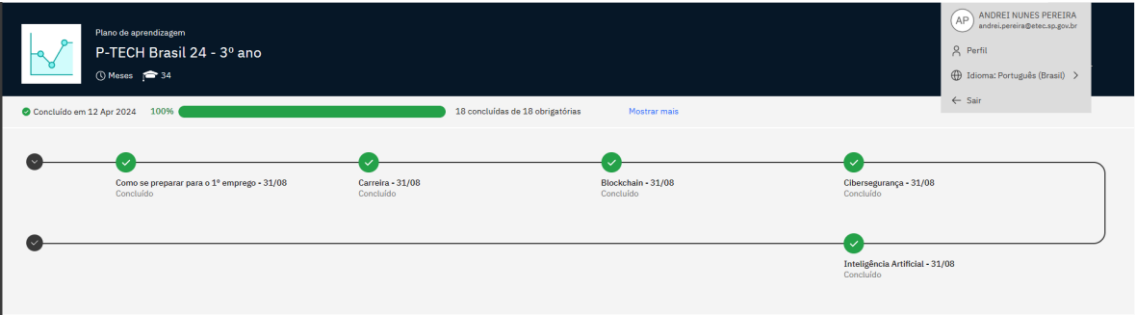 Plano de aprendizagem
P-TECH Brasil 24 - 3º ano
Meses 34
AP
ANDREI NUNES PEREIRA
andrei.pereira@etec.sp.gov.br
Perfil
Idioma: Português (Brasil)
Sair
Concluído em 12 Apr 2024 100% 18 concluídas de 18 obrigatórias Mostrar mais
Como se preparar para o 1º emprego - 31/08
Concluído
Carreira - 31/08
Concluído
Blockchain - 31/08
Concluído
Cibersegurança - 31/08
Concluído
Inteligência Artificial - 31/08
Concluído